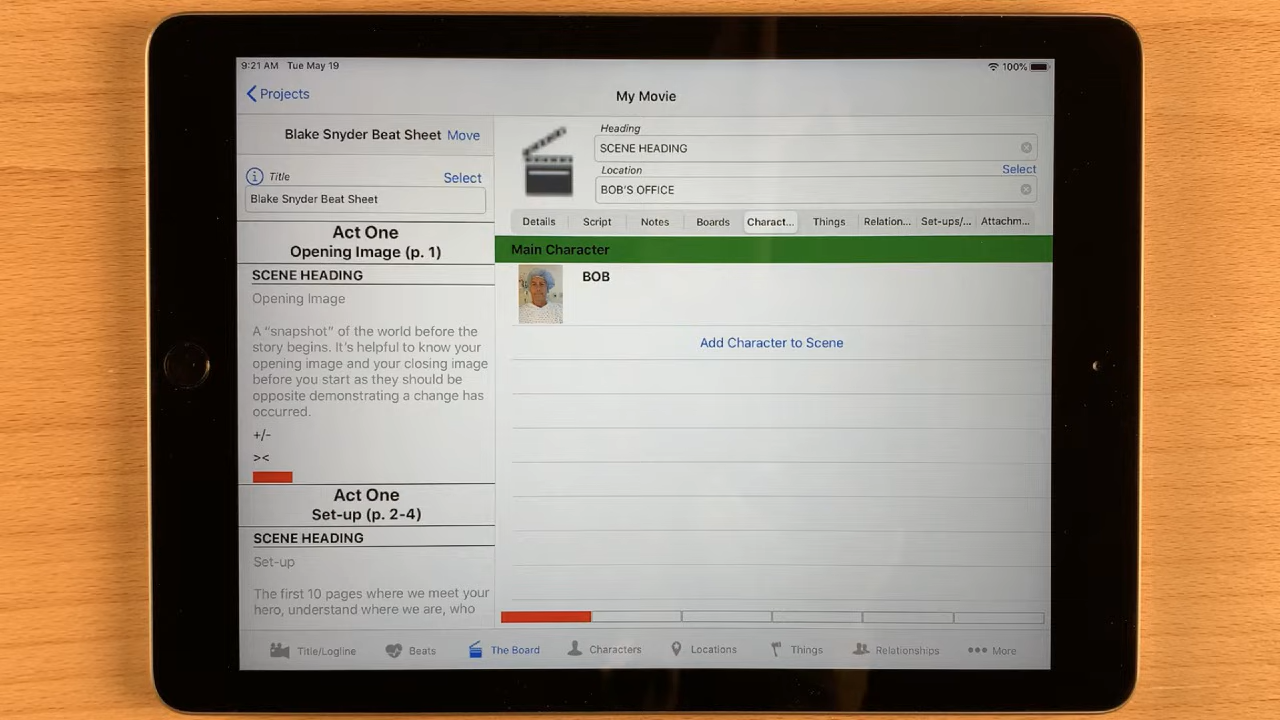 9:21 AM Tue May 19
100%
Projects
My Movie
Blake Snyder Beat Sheet Move
Title
Select
Blake Snyder Beat Sheet
Act One
Opening Image (p. 1)
SCENE HEADING
Opening Image
A “snapshot” of the world before the
story begins. It’s helpful to know your
opening image and your closing image
before you start as they should be
opposite demonstrating a change has
occurred.
+/-
><
Act One
Set-up (p. 2-4)
SCENE HEADING
Set-up
The first 10 pages where we meet your
hero, understand where we are, who
Heading
SCENE HEADING
Location
Select
BOB'S OFFICE
Details Script Notes Boards Charact... Things Relation... Set-ups/... Attachm...
Main Character
BOB
Add Character to Scene
Title/Logline Beats The Board Characters Locations Things Relationships More